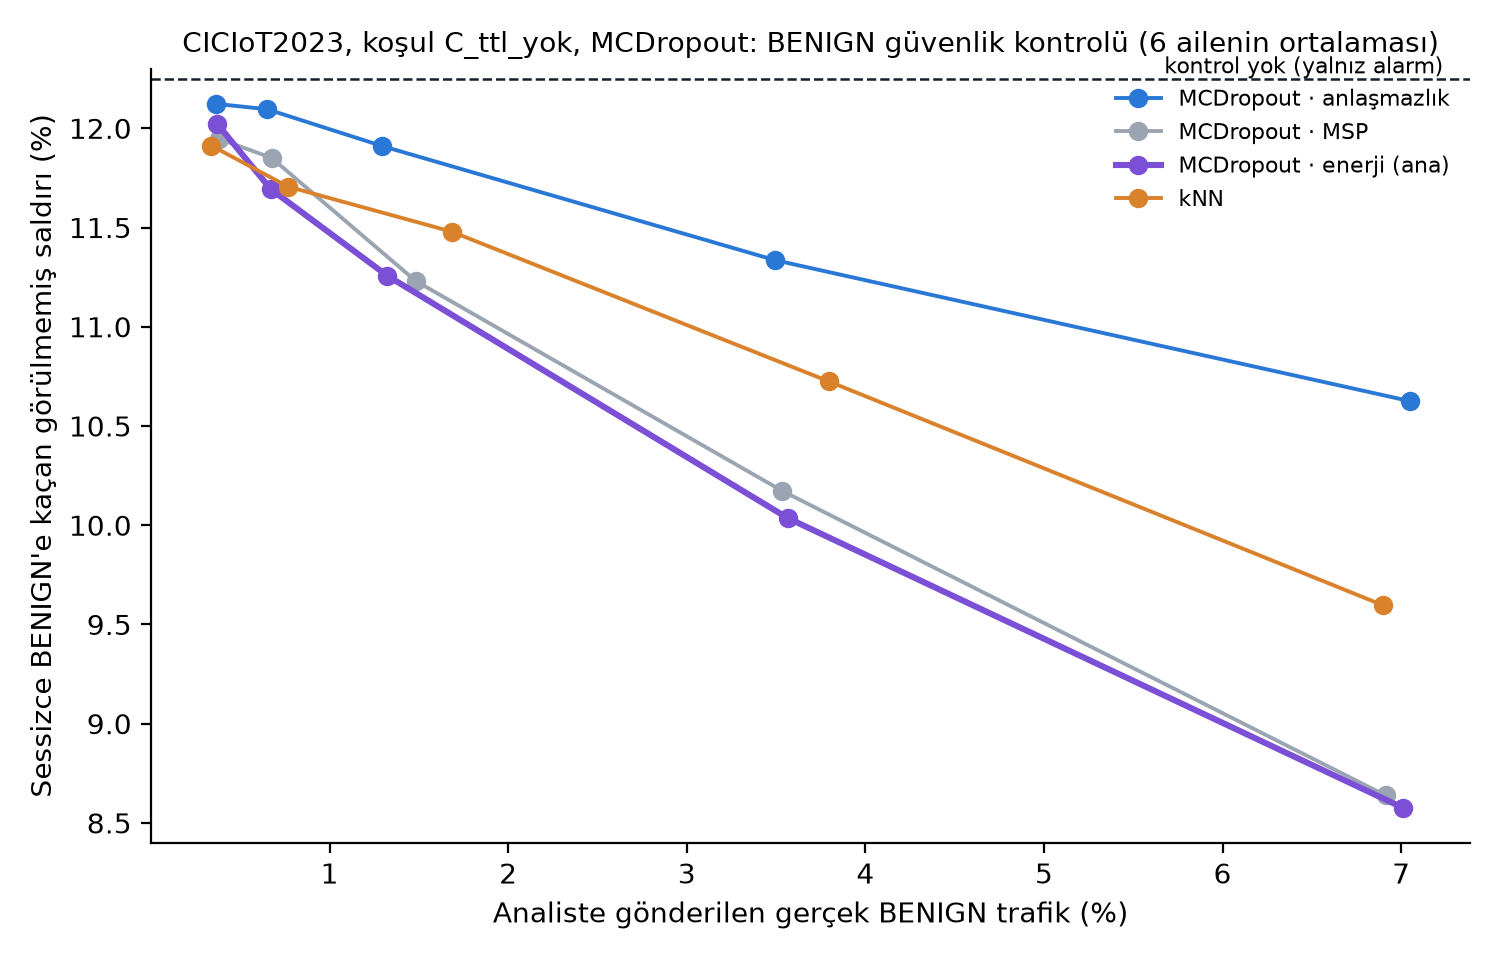 CICIoT2023, koşul C_ttl_yok, MCDropout: BENIGN güvenlik kontrolü (6 ailenin ortalaması)
kontrol yok (yalnız alarm)
MCDropout · anlaşmazlık
MCDropout · MSP
MCDropout · enerji (ana)
kNN
Sessizce BENIGN'e kaçan görülmemiş saldırı (%)
12.0
11.5
11.0
10.5
10.0
9.5
9.0
8.5
1 2 3 4 5 6 7
Analiste gönderilen gerçek BENIGN trafik (%)